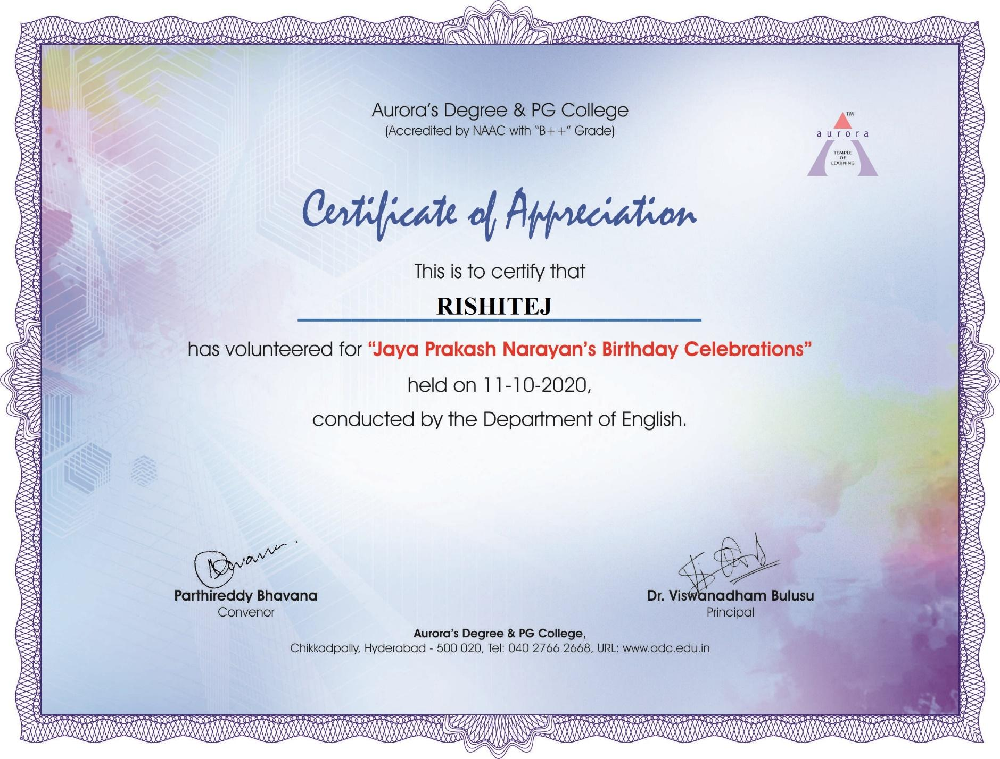 Aurora's Degree & PG College
(Accredited by NAAC with "B++" Grade)
TM
aurora
TEMPLE
OF
LEARNING
Certificate of Appreciation
This is to certify that
RISHITEJ
has volunteered for "Jaya Prakash Narayan's Birthday Celebrations"
held on 11-10-2020,
conducted by the Department of English.
Parthireddy Bhavana
Convenor
Dr. Viswanadham Bulusu
Principal
Aurora's Degree & PG College,
Chikkadpally, Hyderabad - 500 020, Tel: 040 2766 2668, URL: www.adc.edu.in